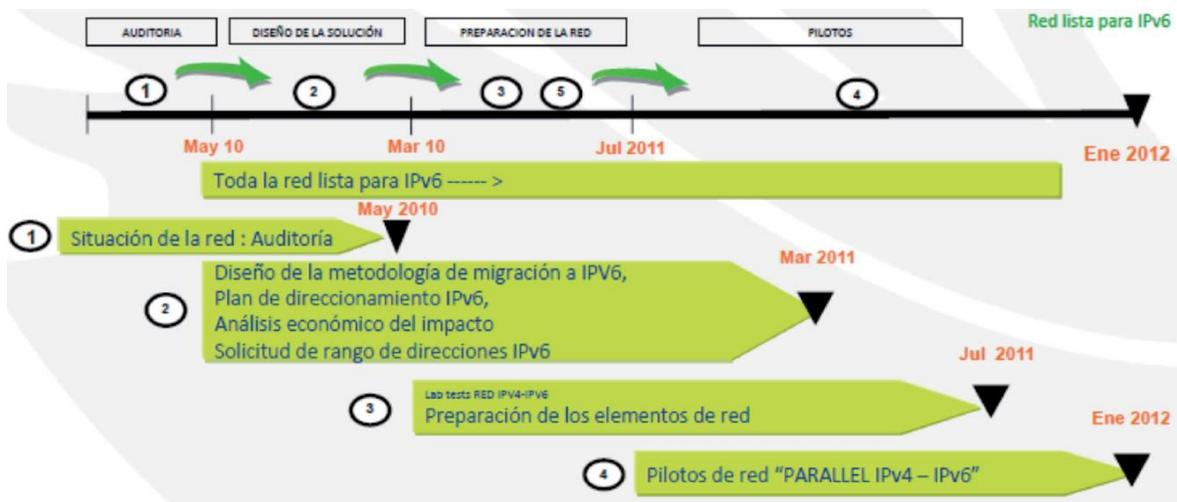 AUDITORIA
DISEÑO DE LA SOLUCIÓN
PREPARACION DE LA RED
PILOTOS
Red lista para IPv6
1
2
3
5
4
May 10
Mar 10
Jul 2011
Ene 2012
Toda la red lista para IPv6 ------ >
May 2010
1
Situación de la red : Auditoría
Mar 2011
2
Diseño de la metodología de migración a IPV6,
Plan de direccionamiento IPv6,
Análisis económico del impacto
Solicitud de rango de direcciones IPv6
Jul 2011
3
Lab tests RED IPV4-IPV6
Preparación de los elementos de red
Ene 2012
4
Pilotos de red “PARALLEL IPv4 – IPv6”